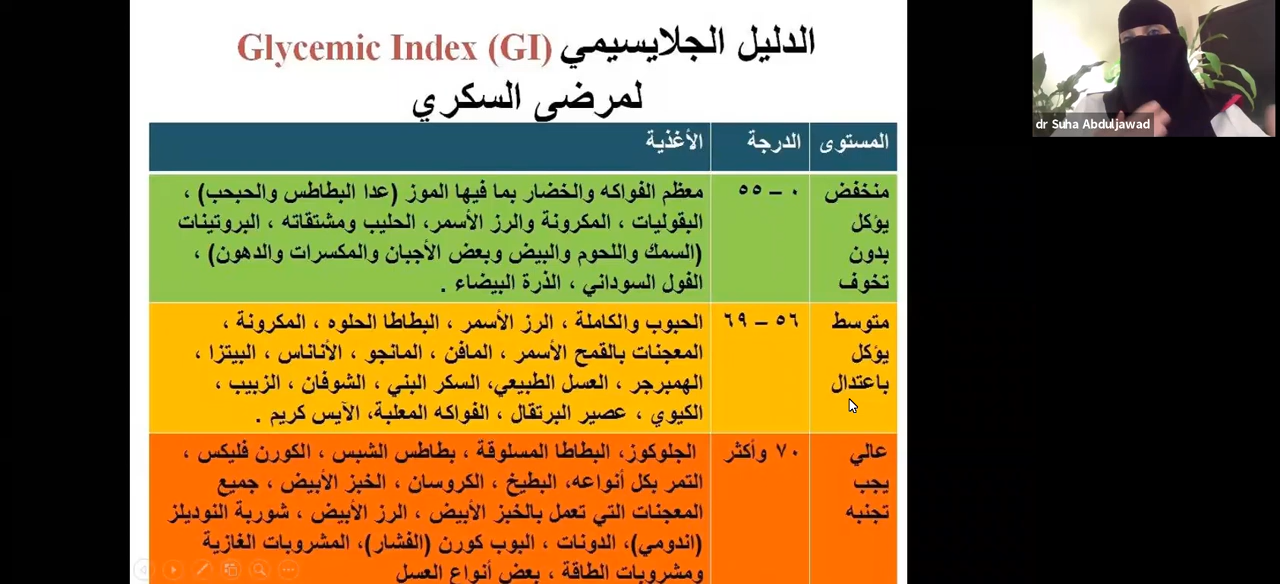 الدليل الجلايسيمي Glycemic Index (GI)
لمرضى السكري
dr Suha Abduljawad
المستوى الدرجة الأغذية
منخفض
يؤكل
بدون
تخوف
٠ – ٥٥
معظم الفواكه والخضار بما فيها الموز (عدا البطاطس والحبحب) ،
البقوليات ، المكرونة والرز الأسمر، الحليب ومشتقاته ، البروتينات
(السمك واللحوم والبيض وبعض الأجبان والمكسرات والدهون) ،
الفول السوداني ، الذرة البيضاء .
متوسط
يؤكل
باعتدال
٥٦ – ٦٩
الحبوب والكاملة ، الرز الأسمر ، البطاطا الحلوه ، المكرونة ،
المعجنات بالقمح الأسمر ، المافن ، المانجو ، الأناناس ، البيتزا ،
الهمبرجر ، العسل الطبيعي، السكر البني ، الشوفان ، الزبيب ،
الكيوي ، عصير البرتقال ، الفواكه المعلبة، الآيس كريم .
عالي
يجب
تجنبه
٧٠ وأكثر
الجلوكوز، البطاطا المسلوقة ، بطاطس الشبس ، الكورن فليكس ،
التمر بكل أنواعه، البطيخ ، الكروسان ، الخبز الأبيض ، جميع
المعجنات التي تعمل بالخبز الأبيض ، الرز الأبيض ، شوربة النوديلز
(اندومي)، الدونات ، البوب كورن (الفشار)، المشروبات الغازية
ومشروبات الطاقة ، بعض أنواع العسل